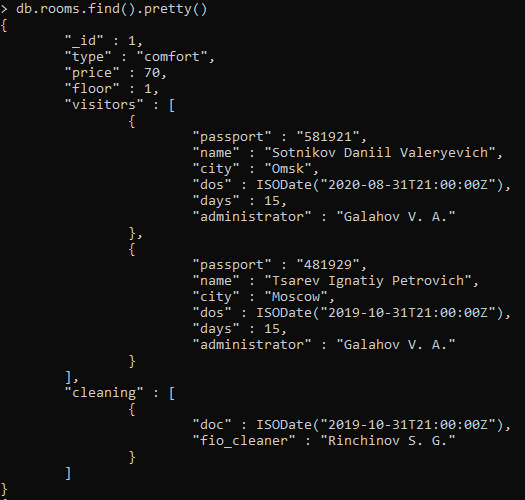 > db.rooms.find().pretty()
{
        "_id" : 1,
        "type" : "comfort",
        "price" : 70,
        "floor" : 1,
        "visitors" : [
                {
                        "passport" : "581921",
                        "name" : "Sotnikov Daniil Valeryevich",
                        "city" : "Omsk",
                        "dos" : ISODate("2020-08-31T21:00:00Z"),
                        "days" : 15,
                        "administrator" : "Galahov V. A."
                },
                {
                        "passport" : "481929",
                        "name" : "Tsarev Ignatiy Petrovich",
                        "city" : "Moscow",
                        "dos" : ISODate("2019-10-31T21:00:00Z"),
                        "days" : 15,
                        "administrator" : "Galahov V. A."
                }
        ],
        "cleaning" : [
                {
                        "doc" : ISODate("2019-10-31T21:00:00Z"),
                        "fio_cleaner" : "Rinchinov S. G."
                }
        ]
}